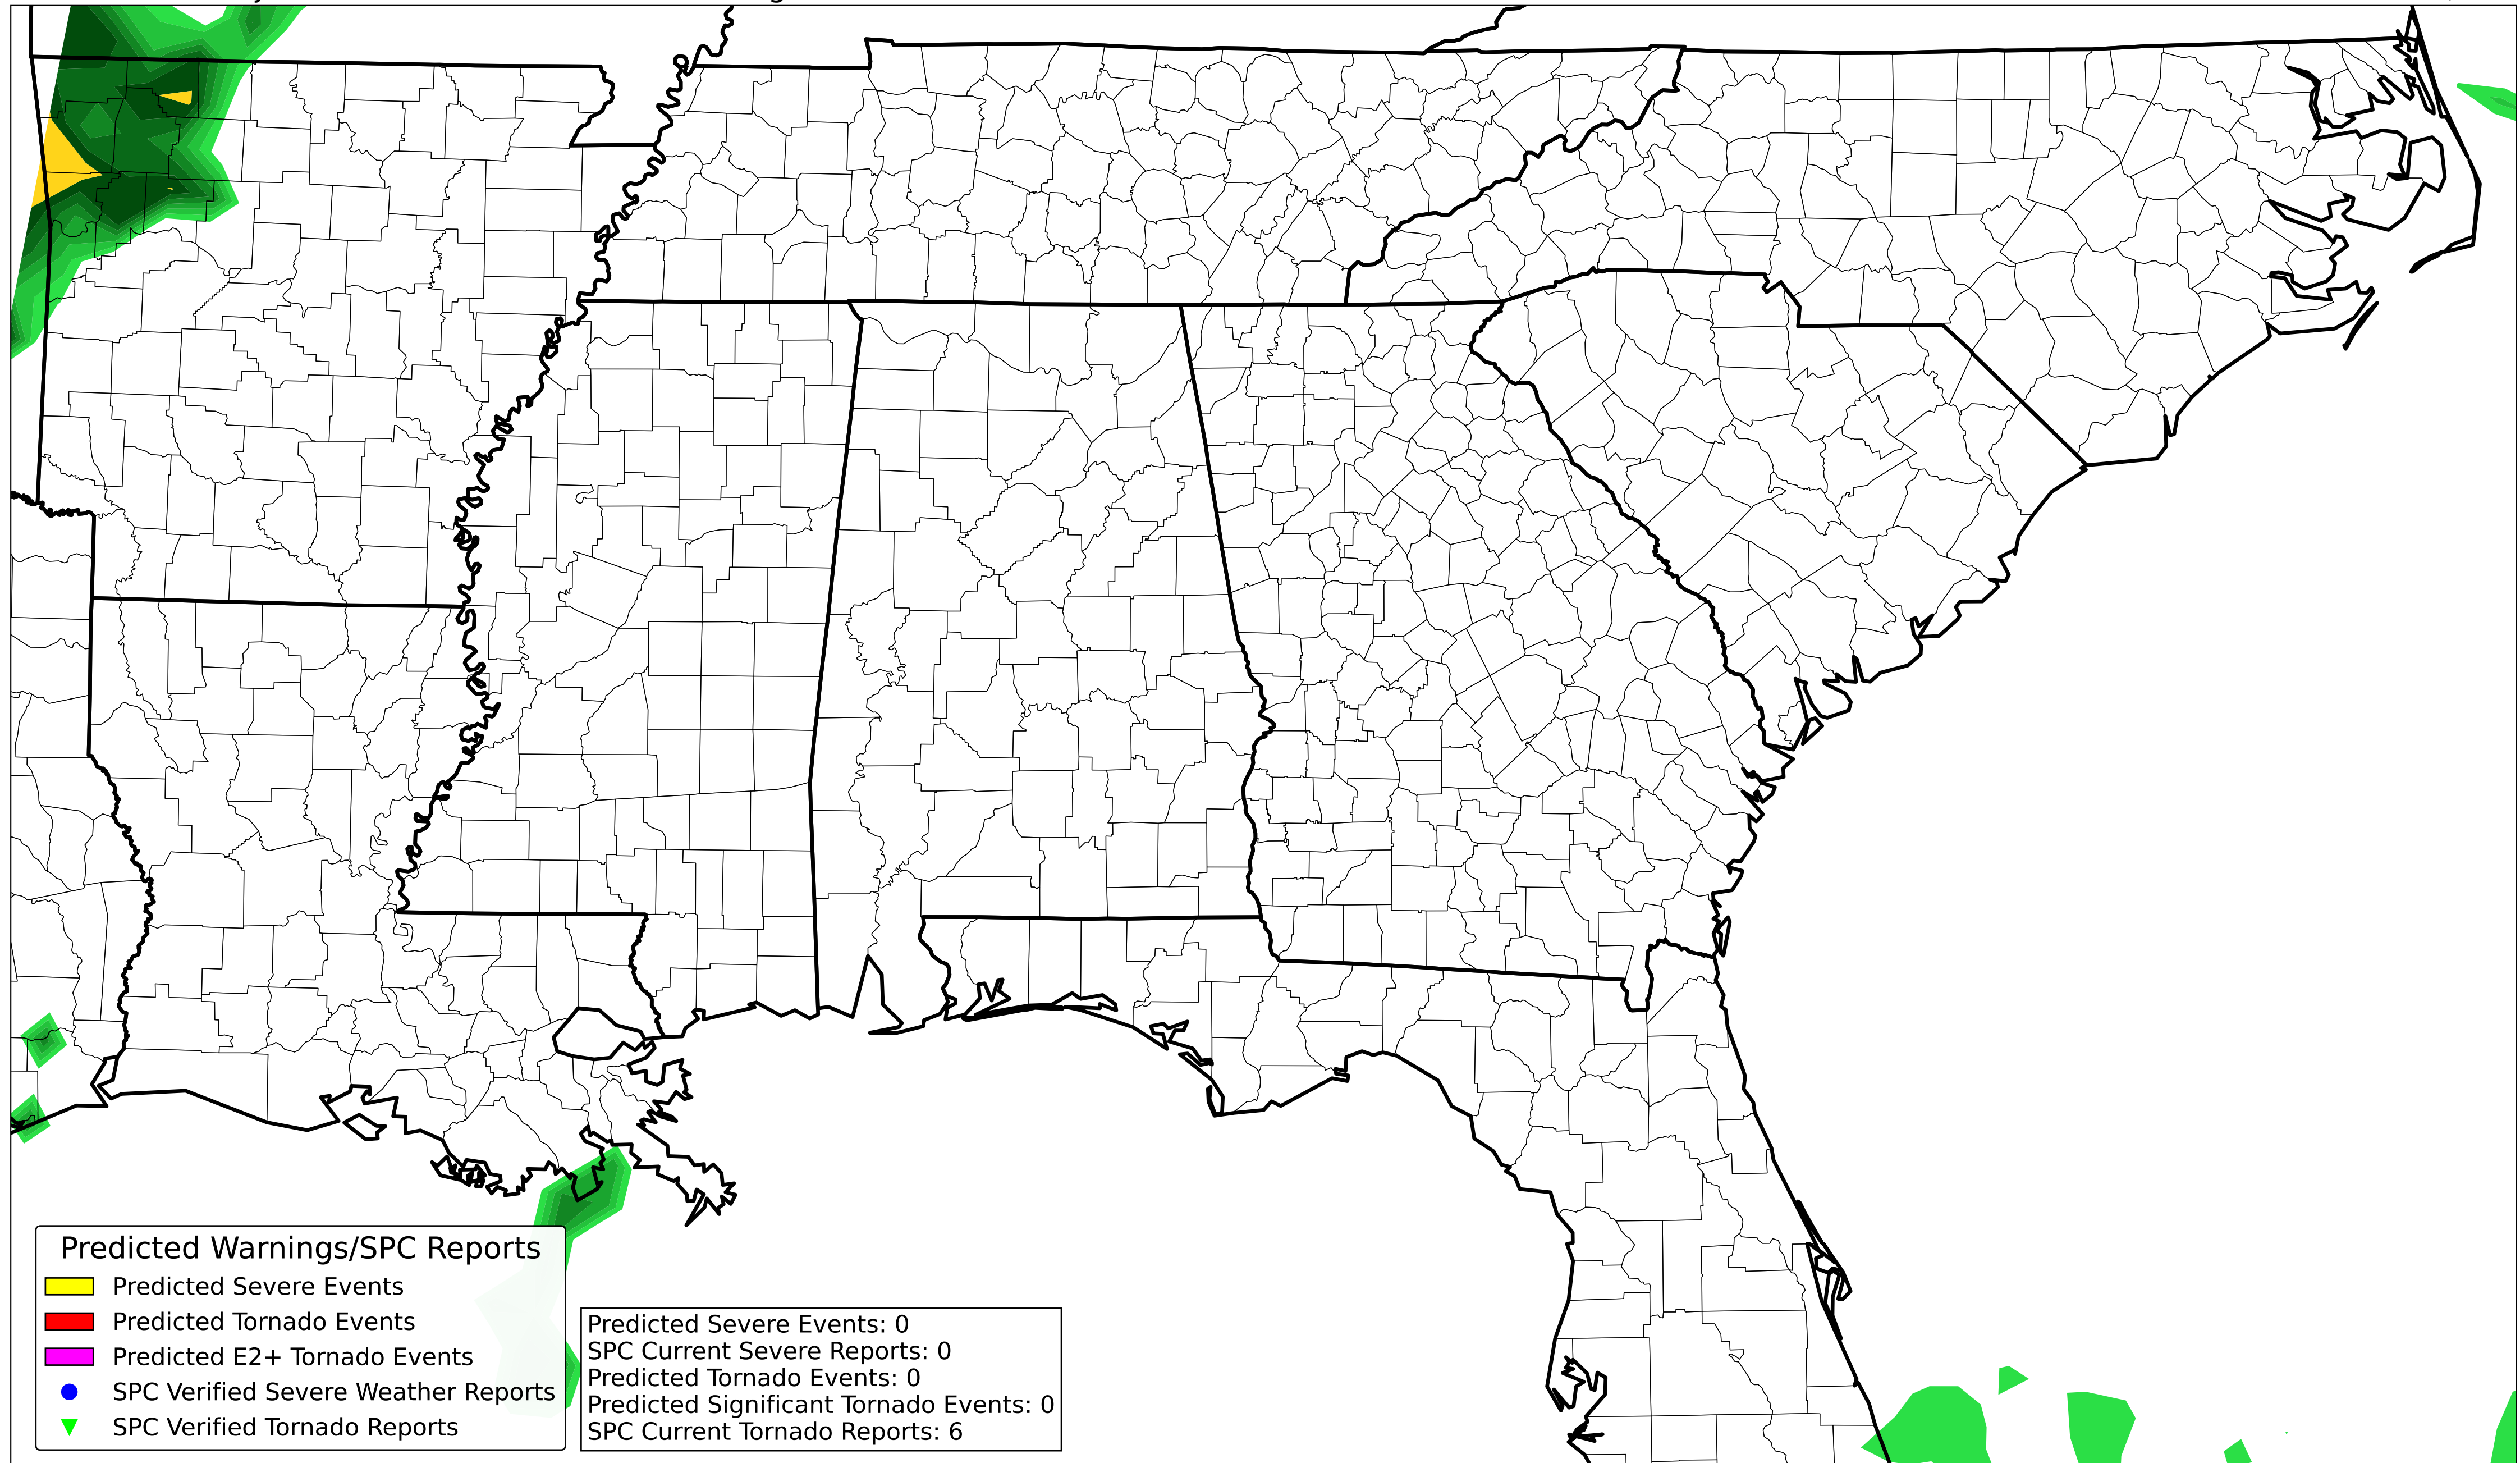 Predicted Warnings/SPC Reports
Predicted Severe Events
Predicted Tornado Events
Predicted E2+ Tornado Events
SPC Verified Severe Weather Reports
SPC Verified Tornado Reports
Predicted Severe Events: 0
SPC Current Severe Reports: 0
Predicted Tornado Events: 0
Predicted Significant Tornado Events: 0
SPC Current Tornado Reports: 6